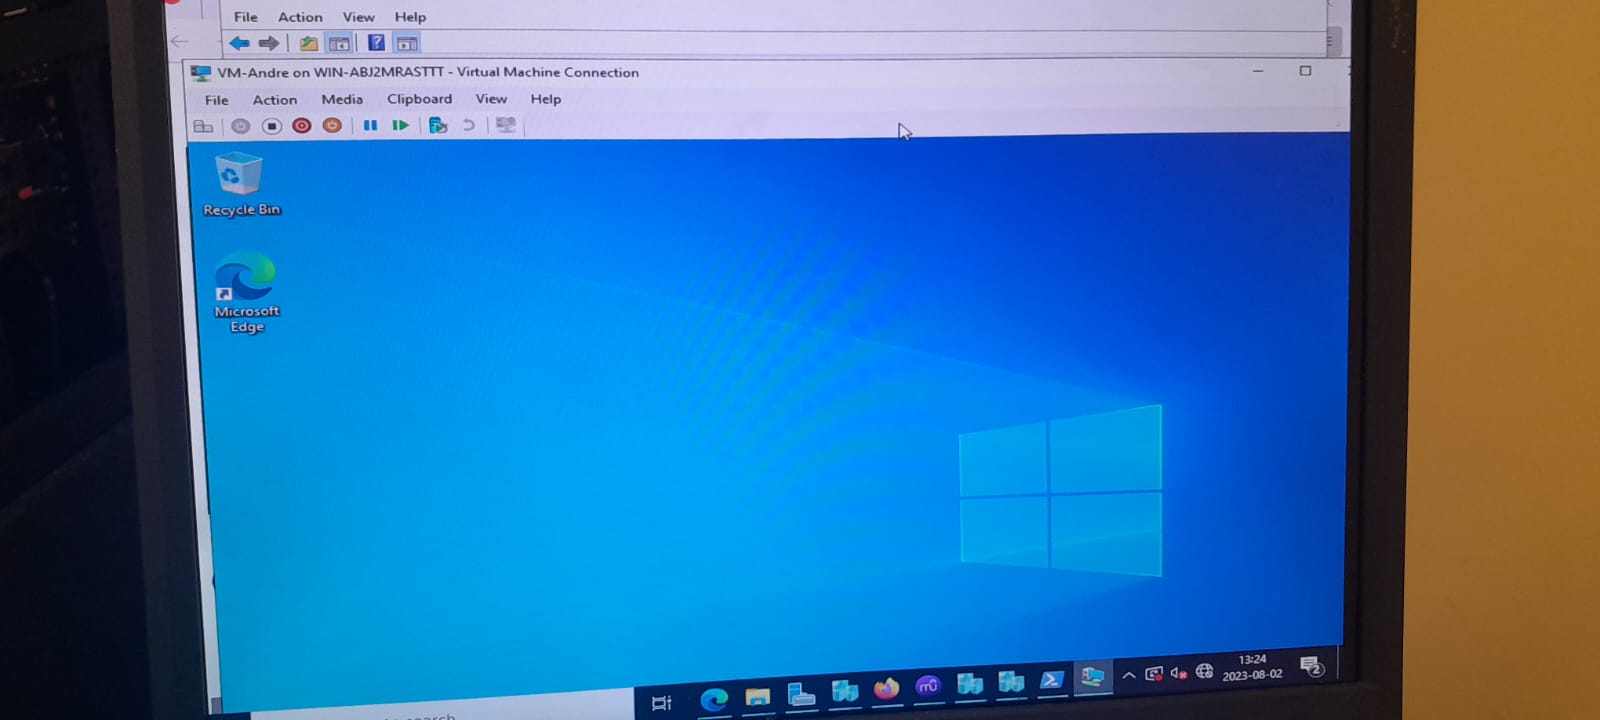 File Action View Help
VM-Andre on WIN-ABJ2MRASTTT - Virtual Machine Connection
File Action Media Clipboard View Help
Recycle Bin
Microsoft
Edge
search
13:24
2023-08-02
2